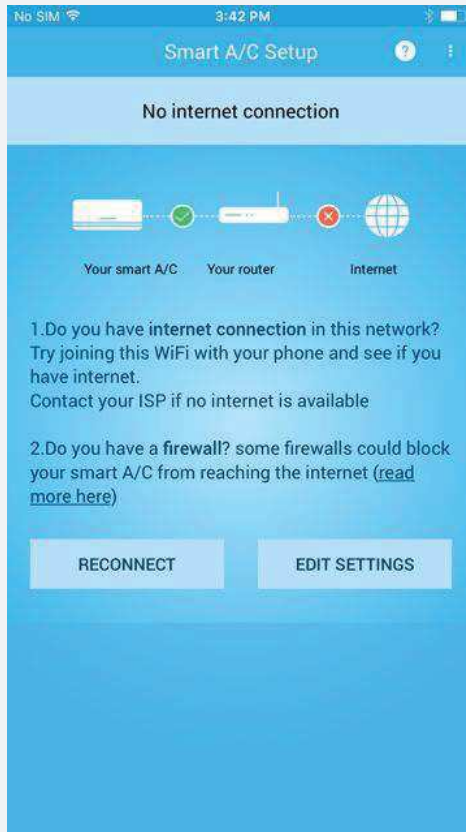 No SIM 3:42 PM
Smart A/C Setup ?
No internet connection
Your smart A/C Your router Internet
1.Do you have internet connection in this network?
Try joining this WiFi with your phone and see if you
have internet.
Contact your ISP if no internet is available
2.Do you have a firewall? some firewalls could block
your smart A/C from reaching the internet (read
more here)
RECONNECT EDIT SETTINGS